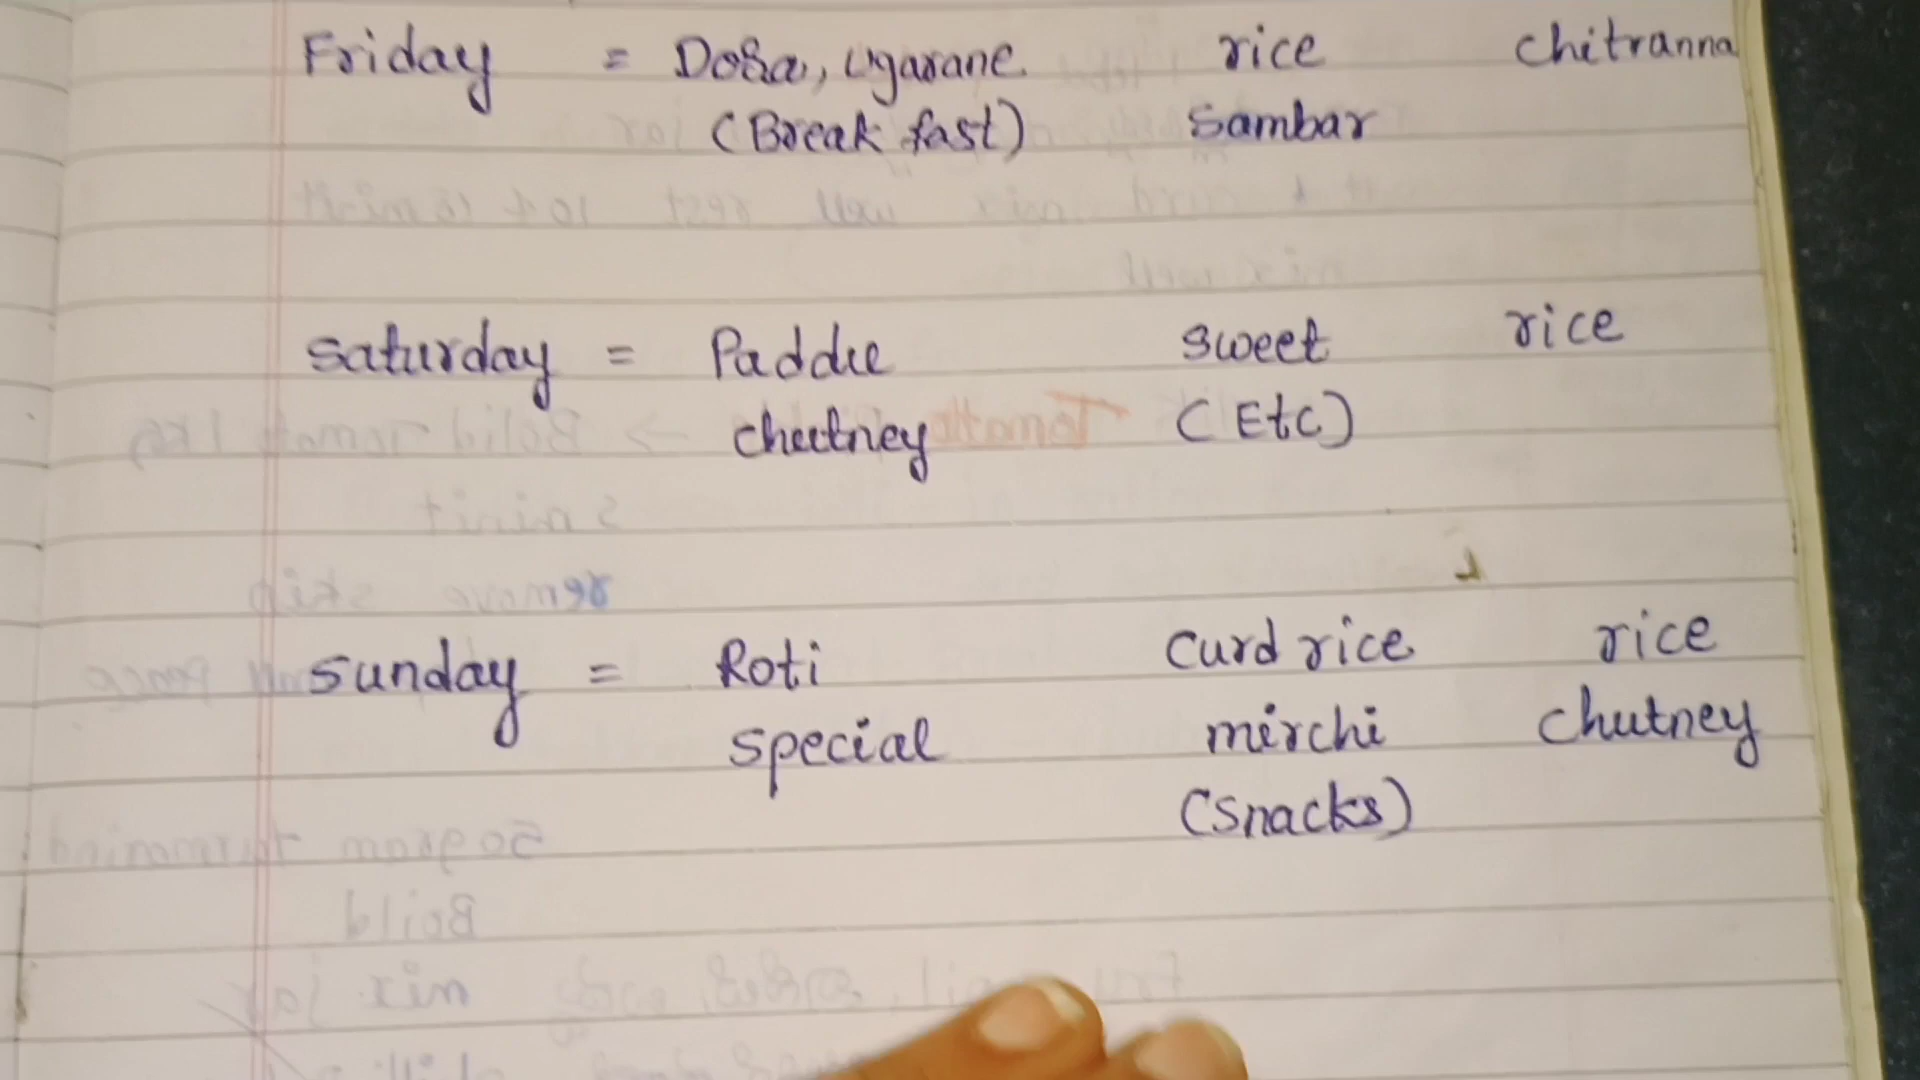 Friday = Dosa, Ugarane rice chitranna
(Break fast) sambar
saturday = Paddu sweet rice
chutney (Etc)
sunday = Roti curd rice rice
special mirchi chutney
(snacks)